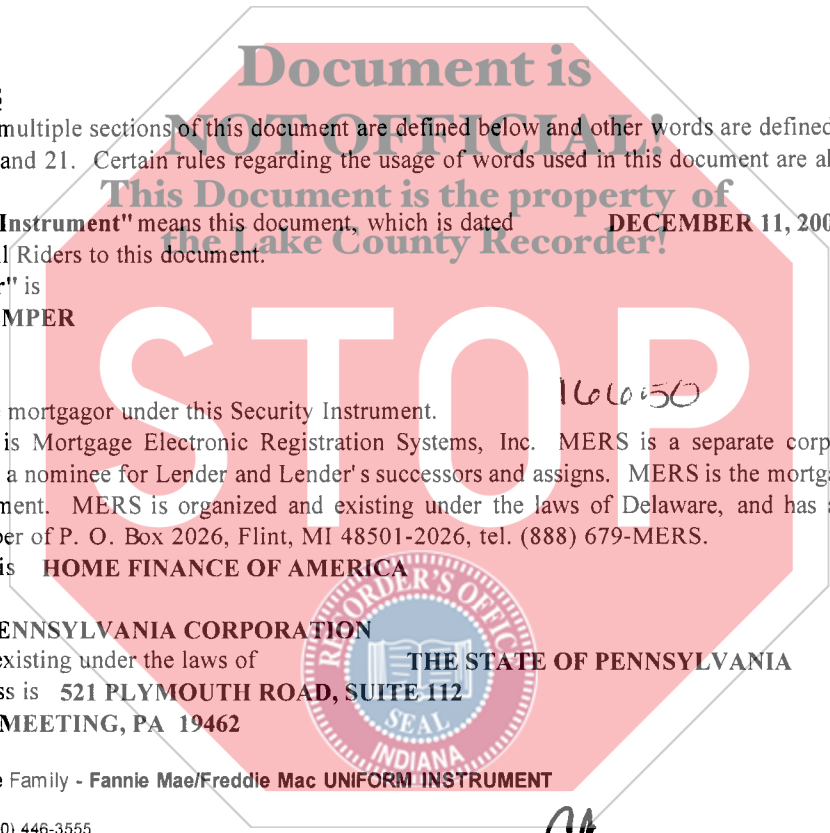 Document is
multiple sections of this document are defined below and other words are defined
NOT OFFICIAL!
and 21. Certain rules regarding the usage of words used in this document are al
This Document is the property of
Instrument" means this document, which is dated DECEMBER 11, 200
the Lake County Recorder!
l Riders to this document.
r" is
MPER
STOP
mortgagor under this Security Instrument.
is Mortgage Electronic Registration Systems, Inc. MERS is a separate corp
a nominee for Lender and Lender's successors and assigns. MERS is the mortga
ment. MERS is organized and existing under the laws of Delaware, and has a
er of P. O. Box 2026, Flint, MI 48501-2026, tel. (888) 679-MERS.
is HOME FINANCE OF AMERICA
RECORDER'S OFFICE
ENNSYLVANIA CORPORATION
existing under the laws of THE STATE OF PENNSYLVANIA
ss is 521 PLYMOUTH ROAD, SUITE 112
MEETING, PA 19462
SEAL
INDIANA
e Family - Fannie Mae/Freddie Mac UNIFORM INSTRUMENT
0) 446-3555